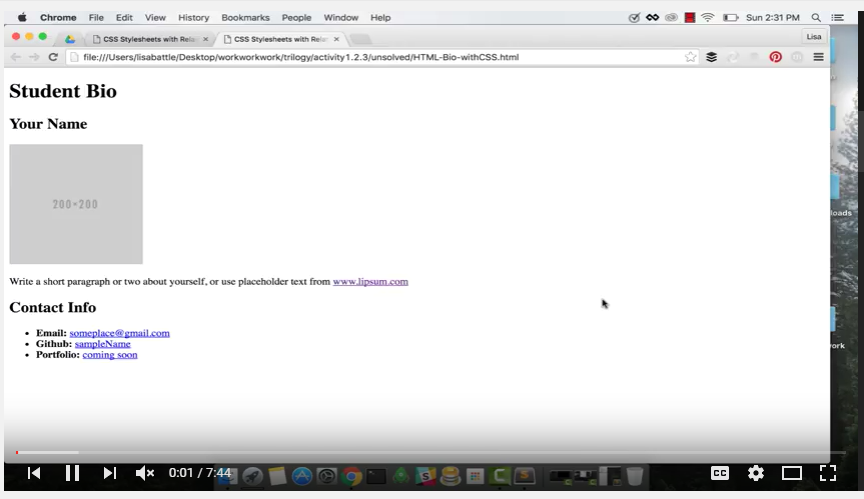 Chrome File Edit View History Bookmarks People Window Help Sun 2:31 PM
CSS Stylesheets with Rela CSS Stylesheets with Rela Lisa
file:///Users/lisabattle/Desktop/workworkwork/trilogy/activity1.2.3/unsolved/HTML-Bio-withCSS.html
Student Bio
Your Name
200×200
loads
Write a short paragraph or two about yourself, or use placeholder text from www.lipsum.com
Contact Info
Email: someplace@gmail.com
Github: sampleName
Portfolio: coming soon
ork
0:01 / 7:44 CC